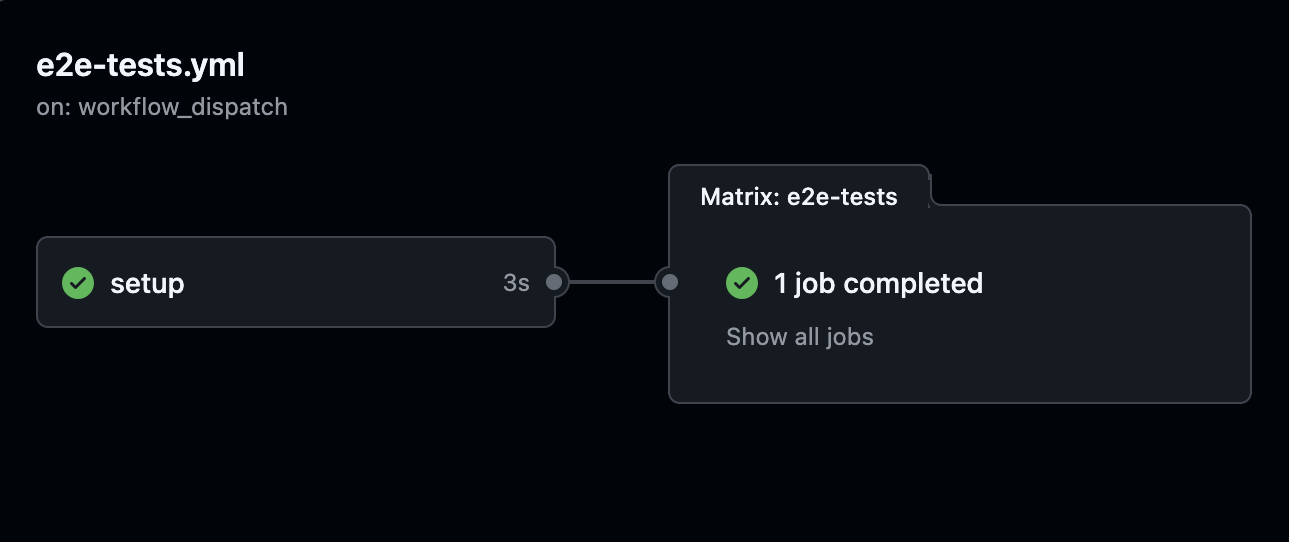 e2e-tests.yml
on: workflow_dispatch
setup
3s
Matrix: e2e-tests
1 job completed
Show all jobs